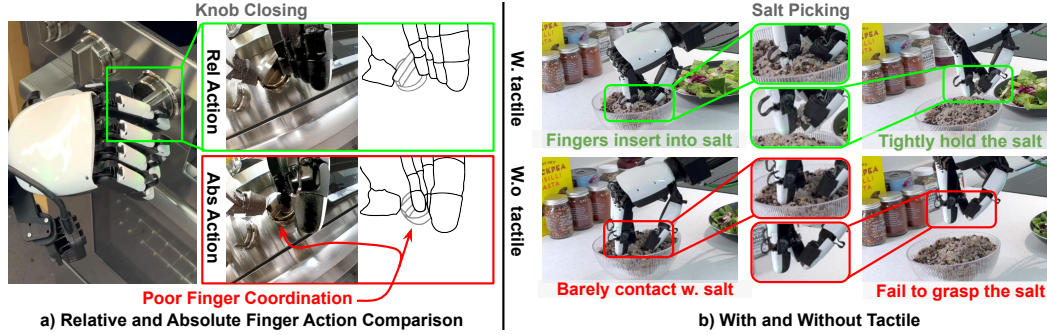 Knob Closing
Rel Action
Abs Action
Poor Finger Coordination
a) Relative and Absolute Finger Action Comparison
Salt Picking
W. tactile
Fingers insert into salt
Tightly hold the salt
W.o tactile
Barely contact w. salt
Fail to grasp the salt
b) With and Without Tactile